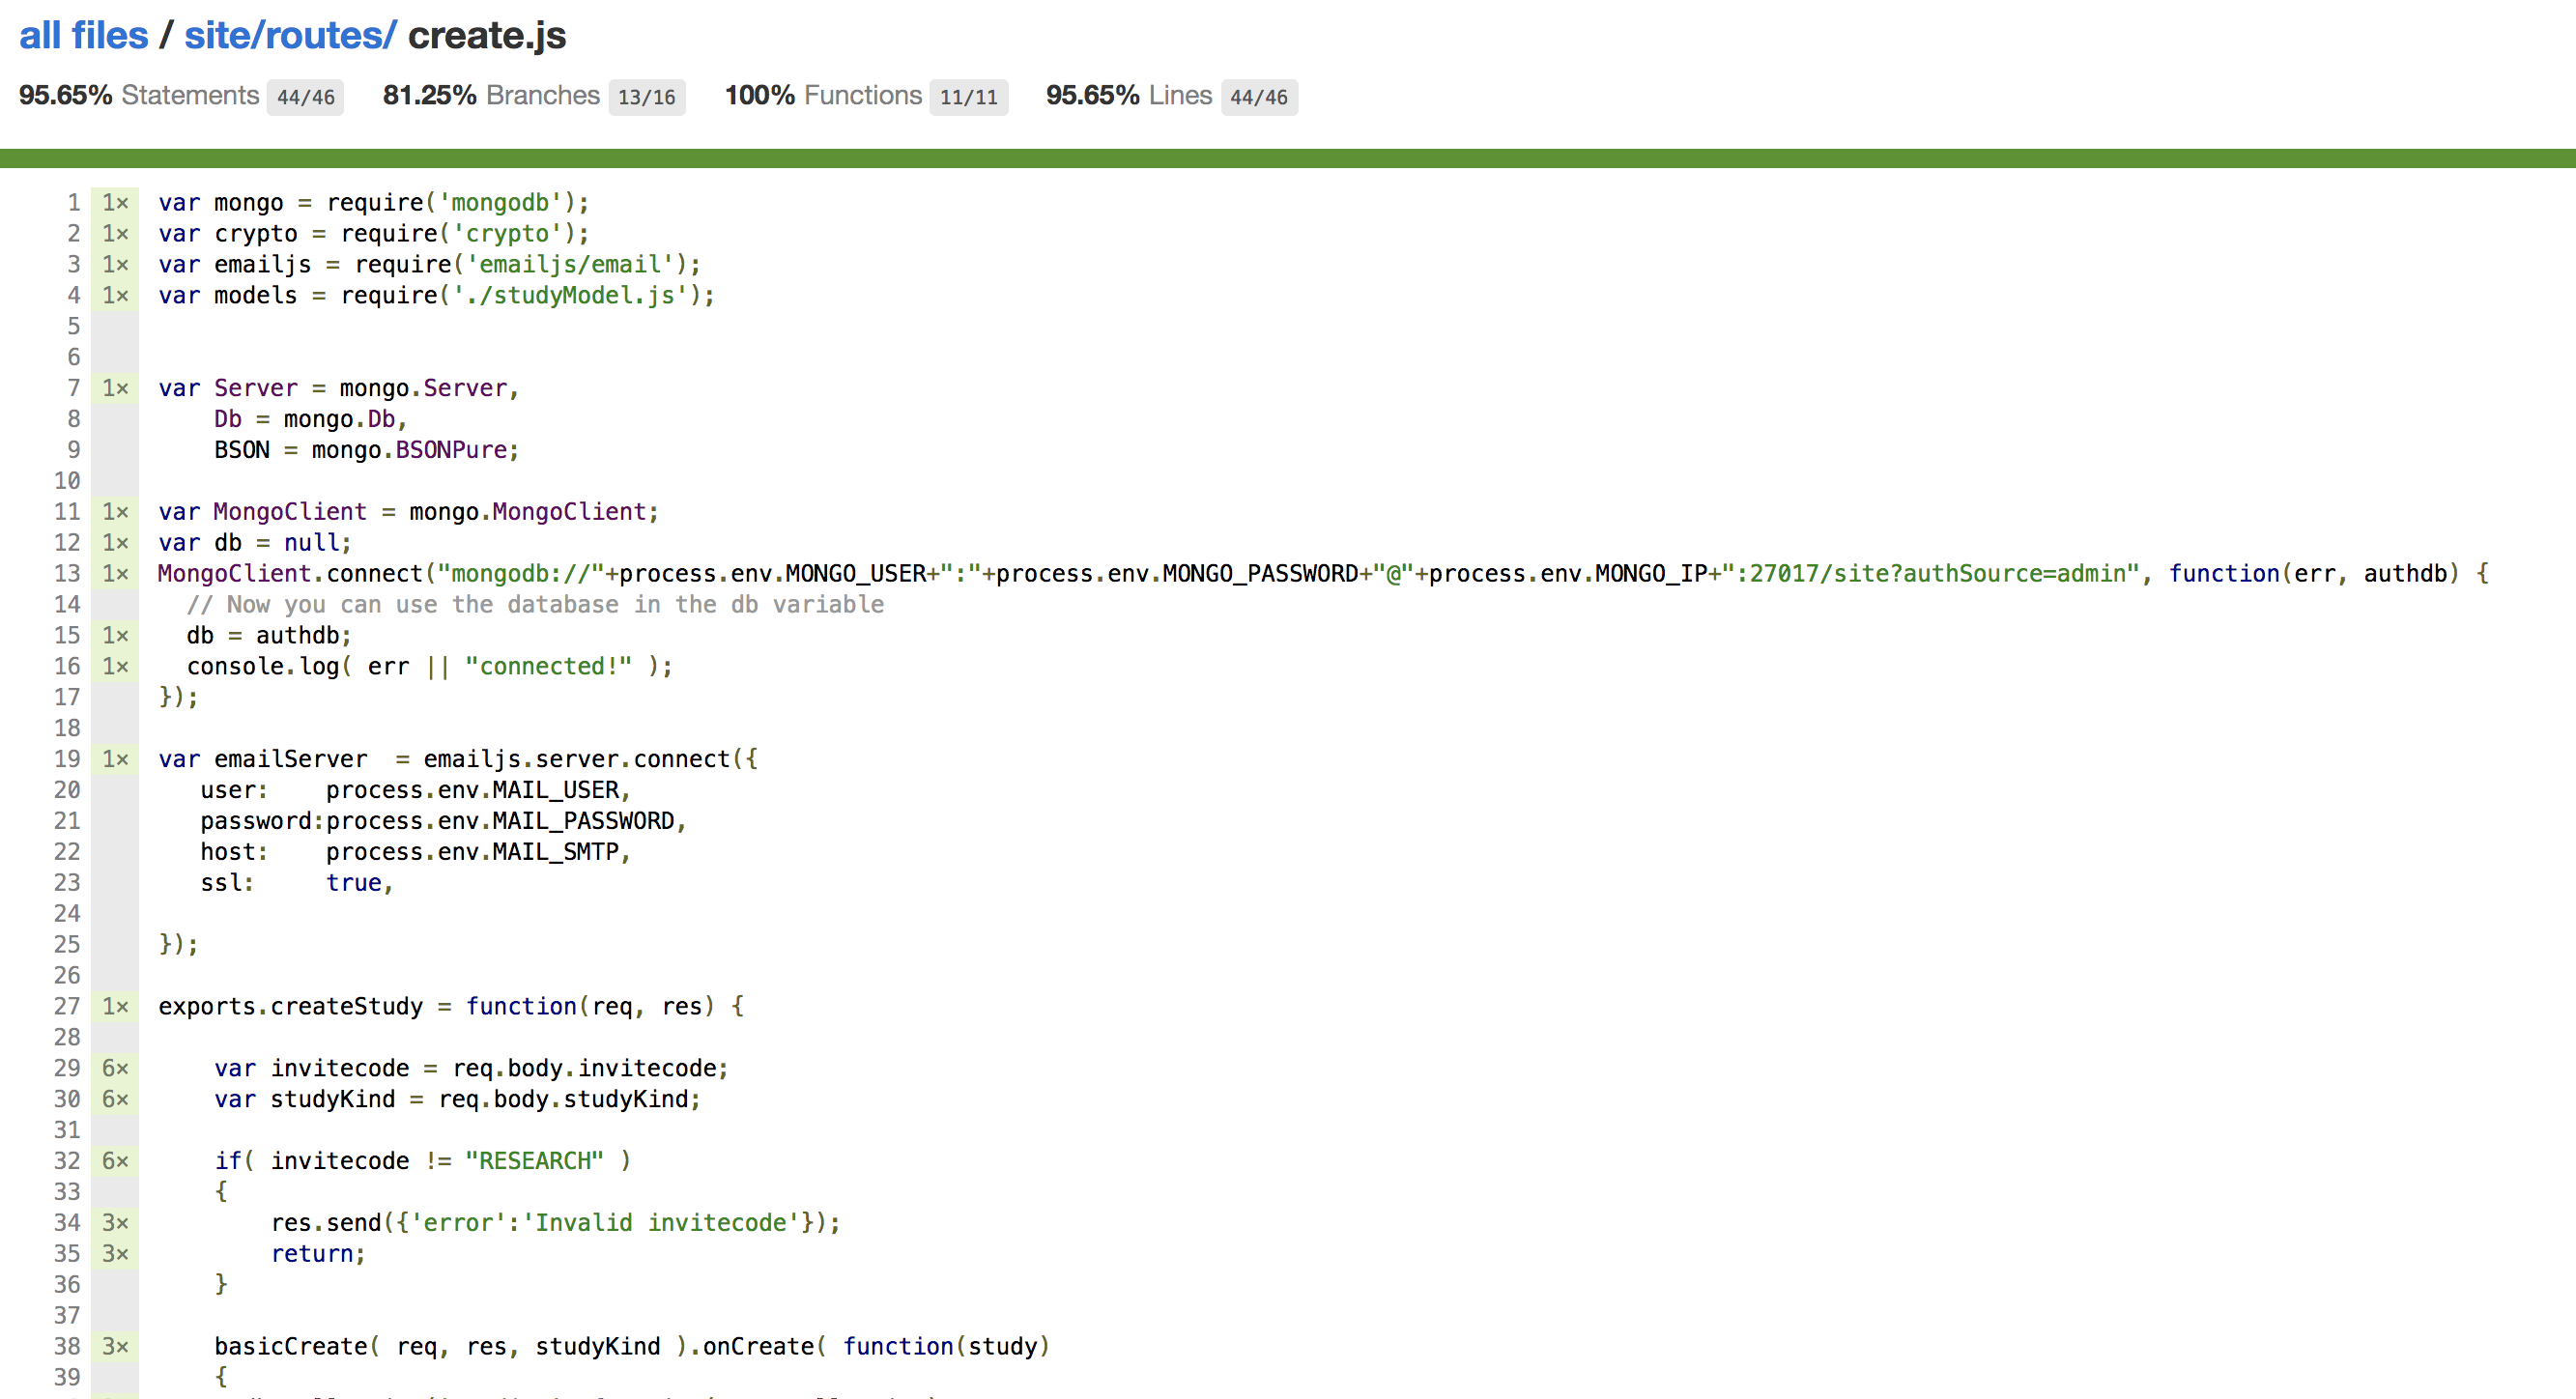 all files / site/routes/ create.js
95.65% Statements 44/46 81.25% Branches 13/16 100% Functions 11/11 95.65% Lines 44/46
1 1× var mongo = require('mongodb');
2 1× var crypto = require('crypto');
3 1× var emailjs = require('emailjs/email');
4 1× var models = require('./studyModel.js');
5
6
7 1× var Server = mongo.Server,
8 Db = mongo.Db,
9 BSON = mongo.BSONPure;
10
11 1× var MongoClient = mongo.MongoClient;
12 1× var db = null;
13 1× MongoClient.connect("mongodb://"+process.env.MONGO_USER+":"+process.env.MONGO_PASSWORD+"@"+process.env.MONGO_IP+":27017/site?authSource=admin", function(err, authdb) {
14 // Now you can use the database in the db variable
15 1× db = authdb;
16 1× console.log( err || "connected!" );
17 });
18
19 1× var emailServer  = emailjs.server.connect({
20 user:    process.env.MAIL_USER,
21 password:process.env.MAIL_PASSWORD,
22 host:    process.env.MAIL_SMTP,
23 ssl:     true,
24
25 });
26
27 1× exports.createStudy = function(req, res) {
28
29 6× var invitecode = req.body.invitecode;
30 6× var studyKind = req.body.studyKind;
31
32 6× if( invitecode != "RESEARCH" )
33 {
34 3× res.send({'error':'Invalid invitecode'});
35 3× return;
36 }
37
38 3× basicCreate( req, res, studyKind ).onCreate( function(study)
39 {